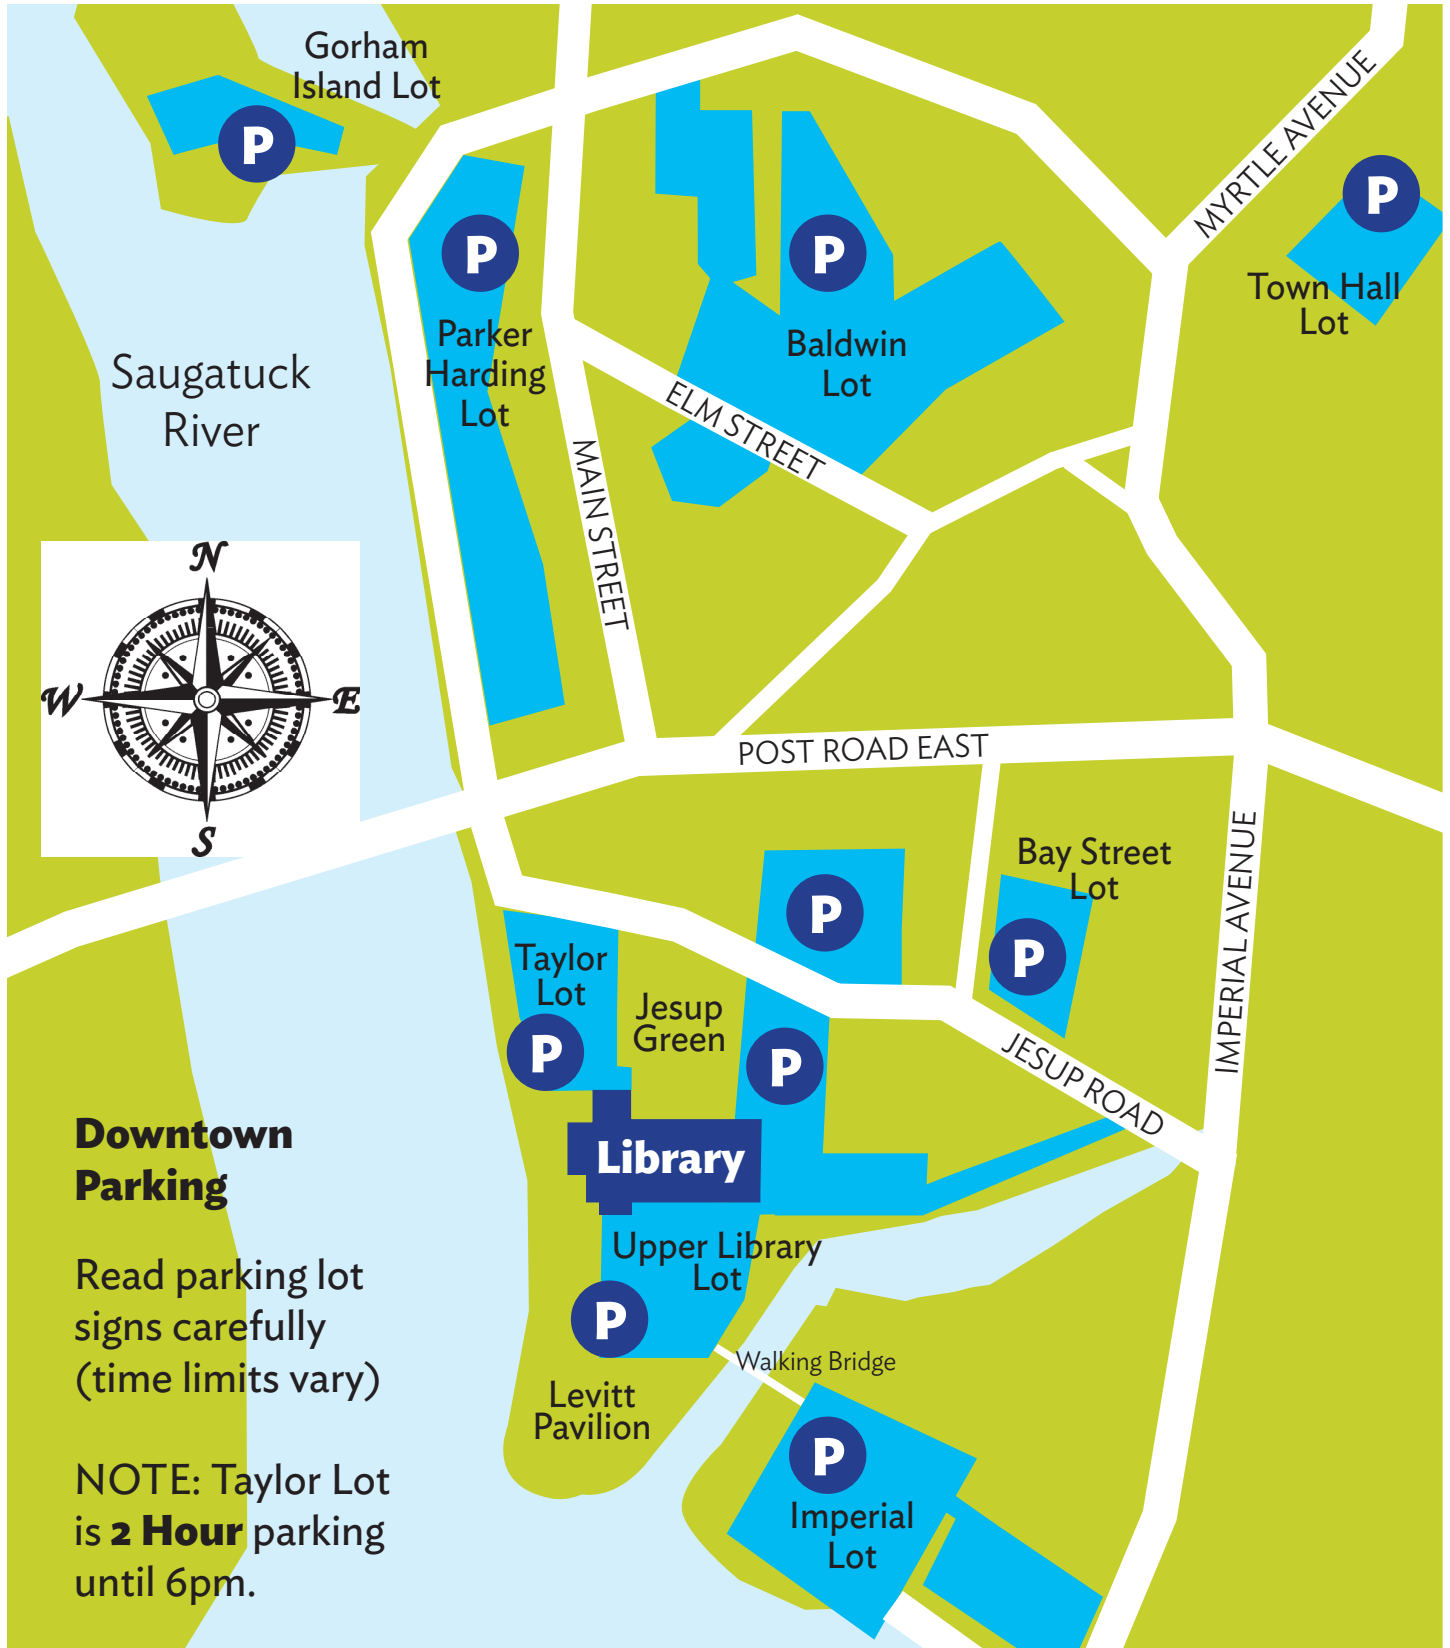 Gorham
Island Lot
P
MYRTLE AVENUE
P
Town Hall
Lot
P
Parker
Harding
Lot
P
Baldwin
Lot
Saugatuck
River
ELM STREET
MAIN STREET
N
W
E
S
POST ROAD EAST
Bay Street
Lot
P
IMPERIAL AVENUE
P
Taylor
Lot
P
Jesup
Green
P
JESUP ROAD
Library
Upper Library
Lot
P
Walking Bridge
Levitt
Pavilion
P
Imperial
Lot
Downtown
Parking
Read parking lot
signs carefully
(time limits vary)
NOTE: Taylor Lot
is 2 Hour parking
until 6pm.